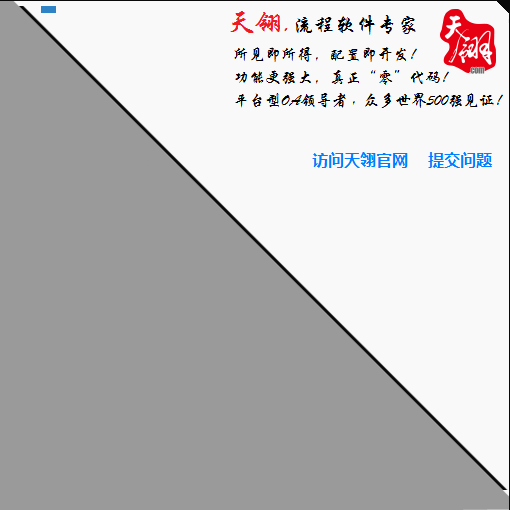 天翎.流程软件专家
所见即所得，配置即开发！
功能更强大，真正“零”代码！
平台型OA领导者，众多世界500强见证！
天翎
.com
访问天翎官网 提交问题